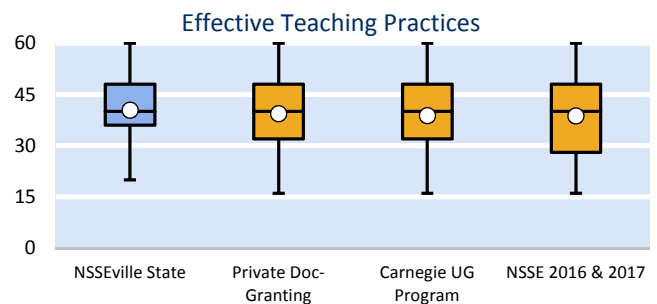 Effective Teaching Practices
60
45
30
15
0
NSSEville State
Private Doc-
Granting
Carnegie UG
Program
NSSE 2016 & 2017